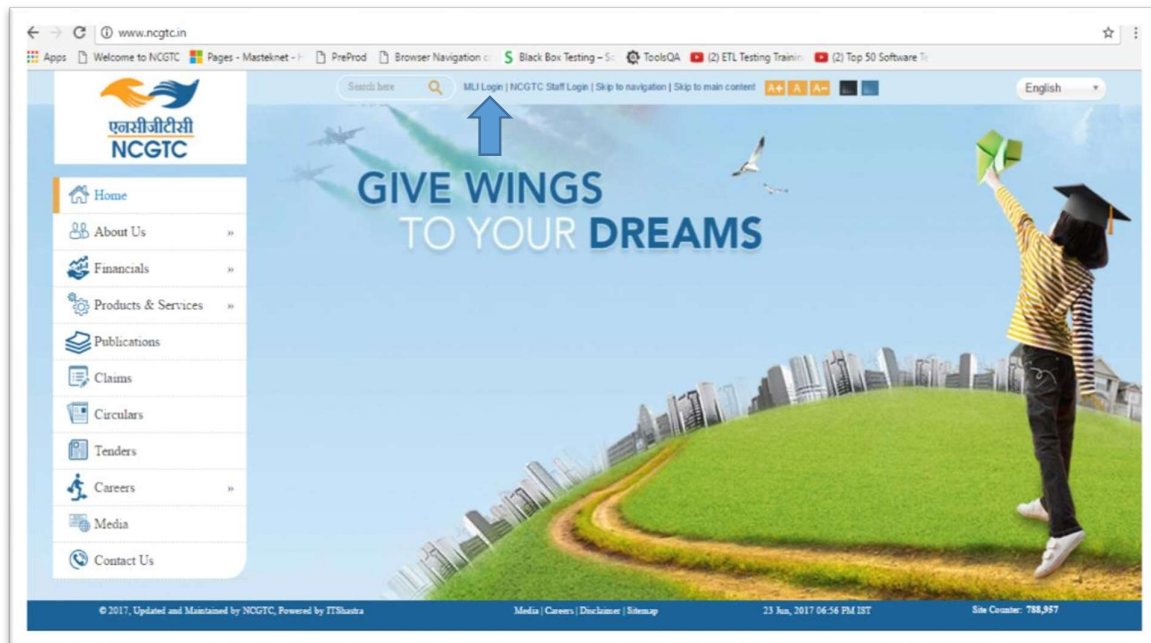 www.ncgtc.in
Apps Welcome to NCGTC Pages - Masteknet - H PreProd Browser Navigation c Black Box Testing – Sc ToolsQA (2) ETL Testing Trainin (2) Top 50 Software Te
Search here MLI Login | NCGTC Staff Login | Skip to navigation | Skip to main content A+ A A- English
एनसीजीटीसी
NCGTC
GIVE WINGS
TO YOUR DREAMS
Home
About Us »
Financials »
Products & Services »
Publications
Claims
Circulars
Tenders
Careers »
Media
Contact Us
© 2017, Updated and Maintained by NCGTC, Powered by ITShastra Media | Careers | Disclaimer | Sitemap 23 Jun, 2017 06:56 PM IST Site Counter: 788,957